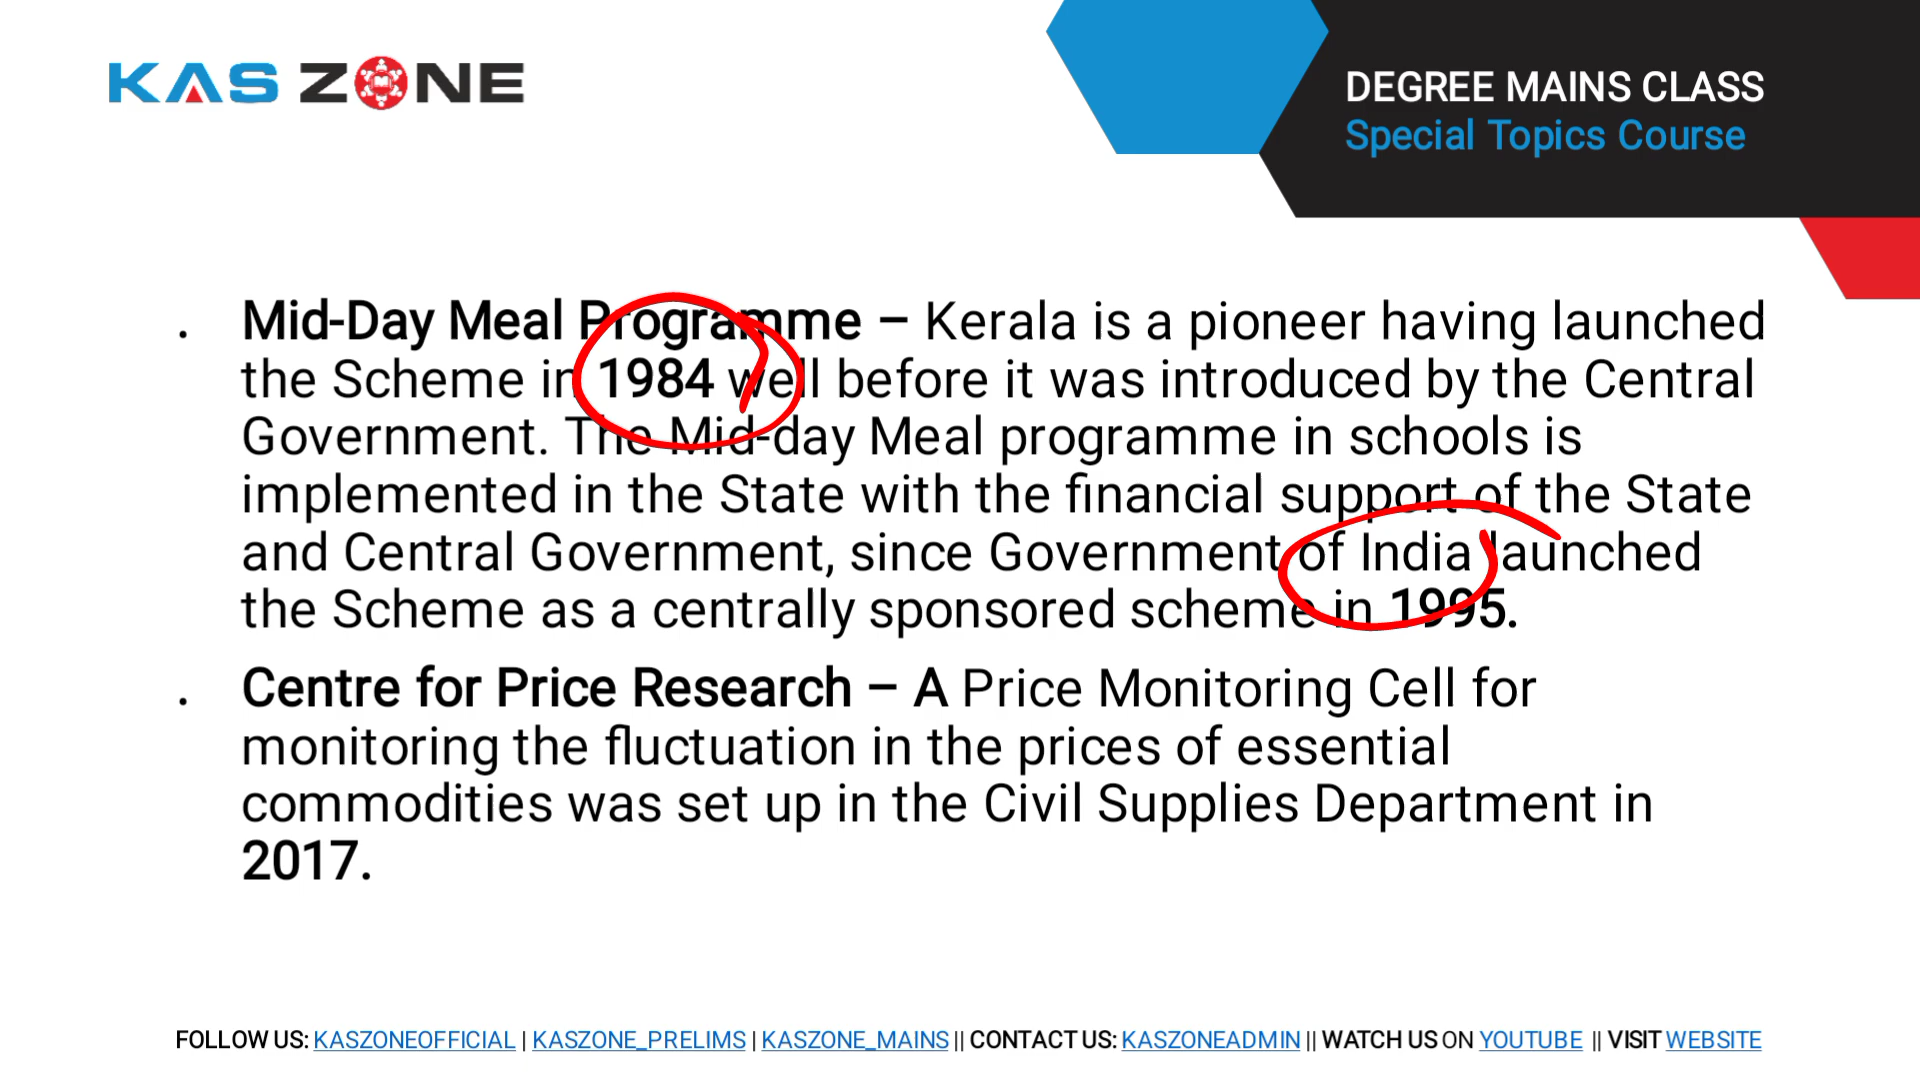 KAS ZONE
DEGREE MAINS CLASS
Special Topics Course
. Mid-Day Meal Programme – Kerala is a pioneer having launched
the Scheme in 1984 well before it was introduced by the Central
Government. The Mid-day Meal programme in schools is
implemented in the State with the financial support of the State
and Central Government, since Government of India launched
the Scheme as a centrally sponsored scheme in 1995.
. Centre for Price Research – A Price Monitoring Cell for
monitoring the fluctuation in the prices of essential
commodities was set up in the Civil Supplies Department in
2017.
FOLLOW US: KASZONEOFFICIAL | KASZONE_PRELIMS | KASZONE_MAINS || CONTACT US: KASZONEADMIN || WATCH US ON YOUTUBE || VISIT WEBSITE